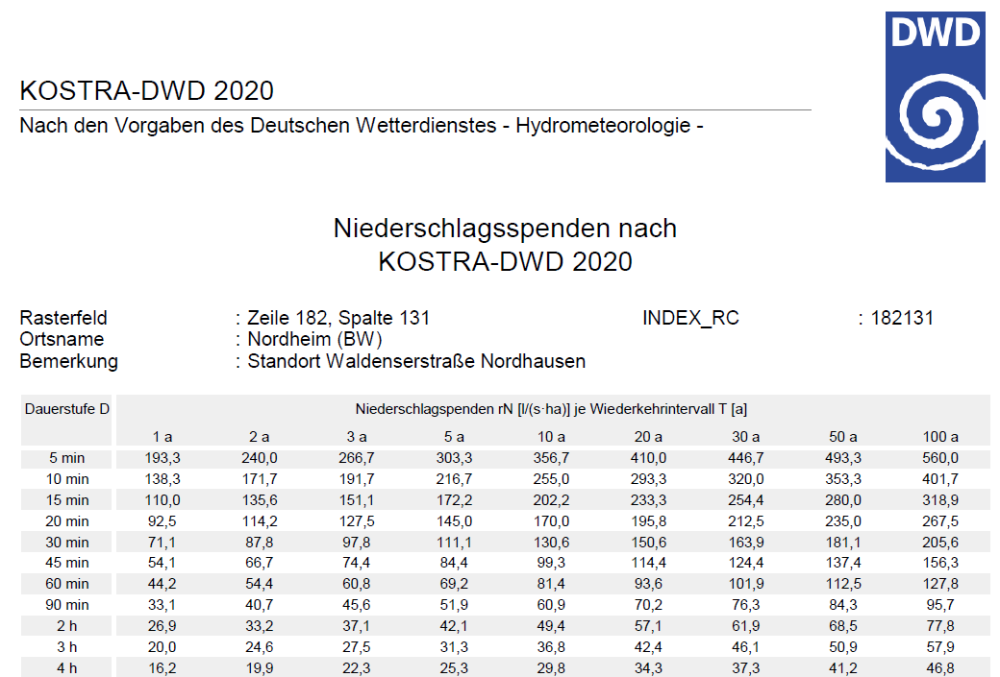 DWD
KOSTRA-DWD 2020
Nach den Vorgaben des Deutschen Wetterdienstes - Hydrometeorologie -
Niederschlagsspenden nach
KOSTRA-DWD 2020
Rasterfeld : Zeile 182, Spalte 131 INDEX_RC : 182131
Ortsname : Nordheim (BW)
Bemerkung : Standort Waldenserstraße Nordhausen
Dauerstufe D Niederschlagspenden rN [l/(s·ha)] je Wiederkehrintervall T [a]
1 a 2 a 3 a 5 a 10 a 20 a 30 a 50 a 100 a
5 min 193,3 240,0 266,7 303,3 356,7 410,0 446,7 493,3 560,0
10 min 138,3 171,7 191,7 216,7 255,0 293,3 320,0 353,3 401,7
15 min 110,0 135,6 151,1 172,2 202,2 233,3 254,4 280,0 318,9
20 min 92,5 114,2 127,5 145,0 170,0 195,8 212,5 235,0 267,5
30 min 71,1 87,8 97,8 111,1 130,6 150,6 163,9 181,1 205,6
45 min 54,1 66,7 74,4 84,4 99,3 114,4 124,4 137,4 156,3
60 min 44,2 54,4 60,8 69,2 81,4 93,6 101,9 112,5 127,8
90 min 33,1 40,7 45,6 51,9 60,9 70,2 76,3 84,3 95,7
2 h 26,9 33,2 37,1 42,1 49,4 57,1 61,9 68,5 77,8
3 h 20,0 24,6 27,5 31,3 36,8 42,4 46,1 50,9 57,9
4 h 16,2 19,9 22,3 25,3 29,8 34,3 37,3 41,2 46,8